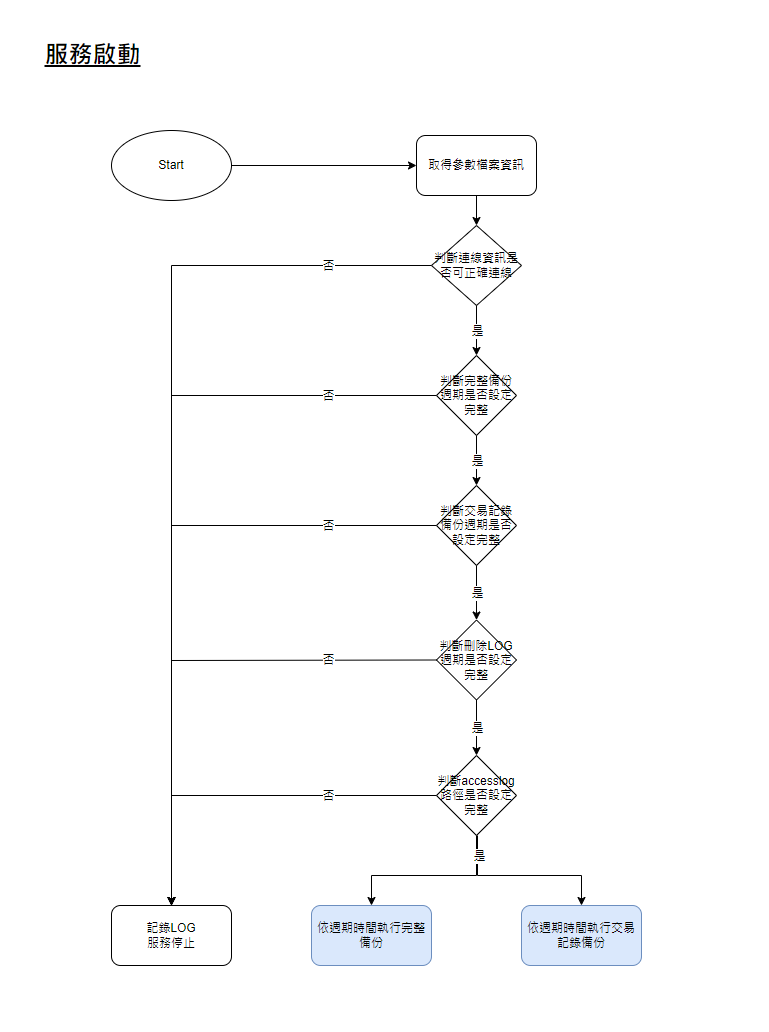 服務啟動
Start
取得參數檔案資訊
判斷連線資訊是
否可正確連線
否
是
判斷完整備份
週期是否設定
完整
否
是
判斷交易記錄
備份週期是否
設定完整
否
是
判斷刪除LOG
週期是否設定
完整
否
是
判斷accesslog
路徑是否設定
完整
否
是
記錄LOG
服務停止
依週期時間執行完整
備份
依週期時間執行交易
記錄備份